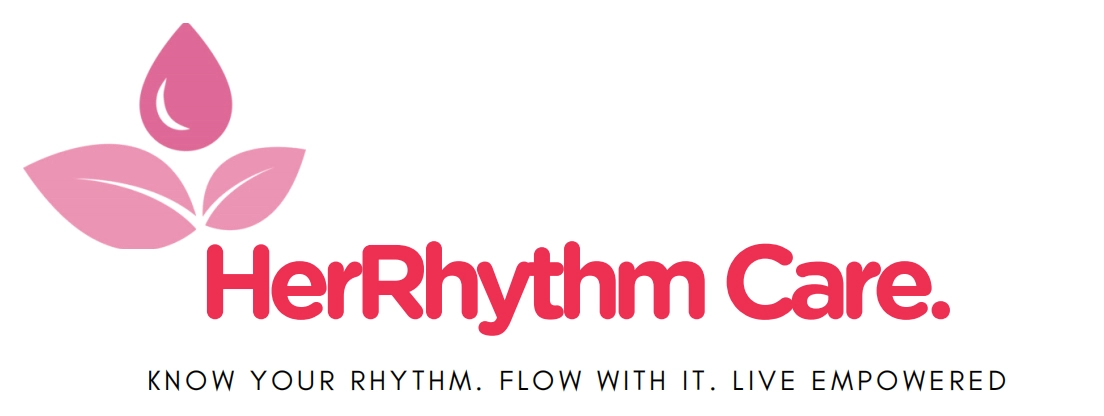 HerRhythm Care.
KNOW YOUR RHYTHM. FLOW WITH IT. LIVE EMPOWERED